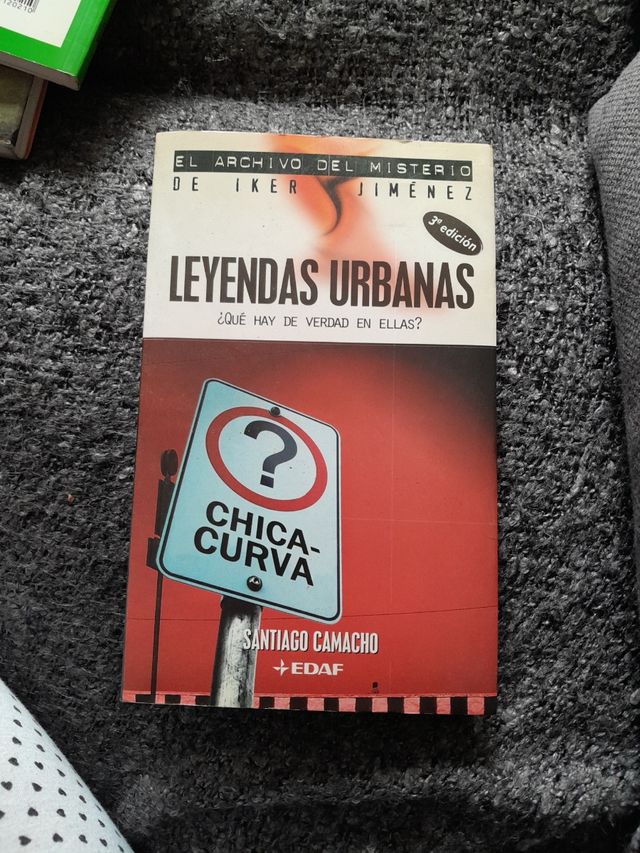 120210
EL ARCHIVO DEL MISTERIO
DE IKER JIMÉNEZ
3ª edición
LEYENDAS URBANAS
¿QUÉ HAY DE VERDAD EN ELLAS?
?
CHICA-
CURVA
SANTIAGO CAMACHO
EDAF